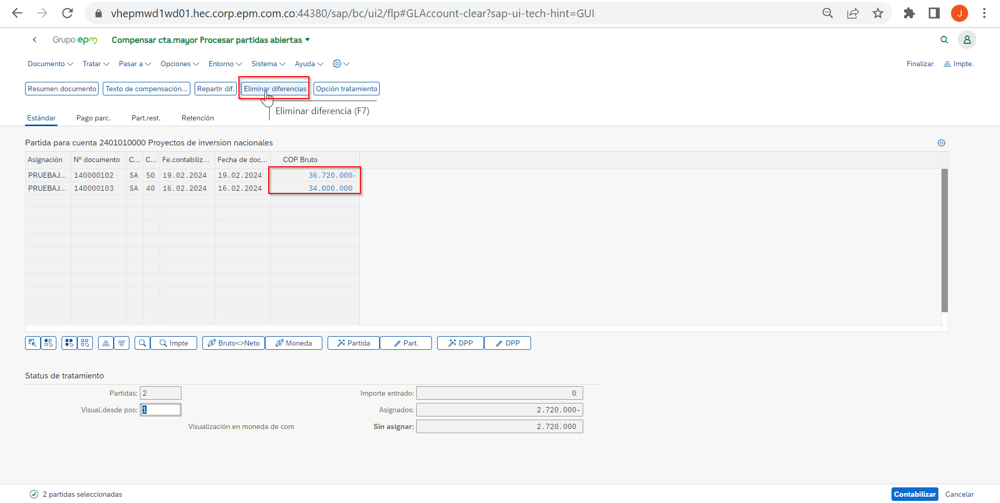 vhepmwd1wd01.hec.corp.epm.com.co:44380/sap/bc/ui2/flp#GLAccount-clear?sap-ui-tech-hint=GUI
J
Grupo·epm Compensar cta.mayor Procesar partidas abiertas
Documento Tratar Pasar a Opciones Entorno Sistema Ayuda Finalizar Impte.
Resumen documento Texto de compensación... Repartir dif. Eliminar diferencias Opción tratamiento
Eliminar diferencia (F7)
Estándar Pago parc. Part.rest. Retención
Partida para cuenta 2401010000 Proyectos de inversion nacionales
Asignación Nº documento C... C... Fe.contabiliz... Fecha de doc... COP Bruto
PRUEBAJ... 140000102 SA 50 19.02.2024 19.02.2024 36.720.000-
PRUEBAJ... 140000103 SA 40 16.02.2024 16.02.2024 34.000.000
Impte Bruto<>Neto Moneda Partida Part. DPP DPP
Status de tratamiento
Partidas: 2 Importe entrado: 0
Visual.desde pos: 1 Asignados: 2.720.000-
Visualización en moneda de com Sin asignar: 2.720.000
2 partidas seleccionadas Contabilizar Cancelar